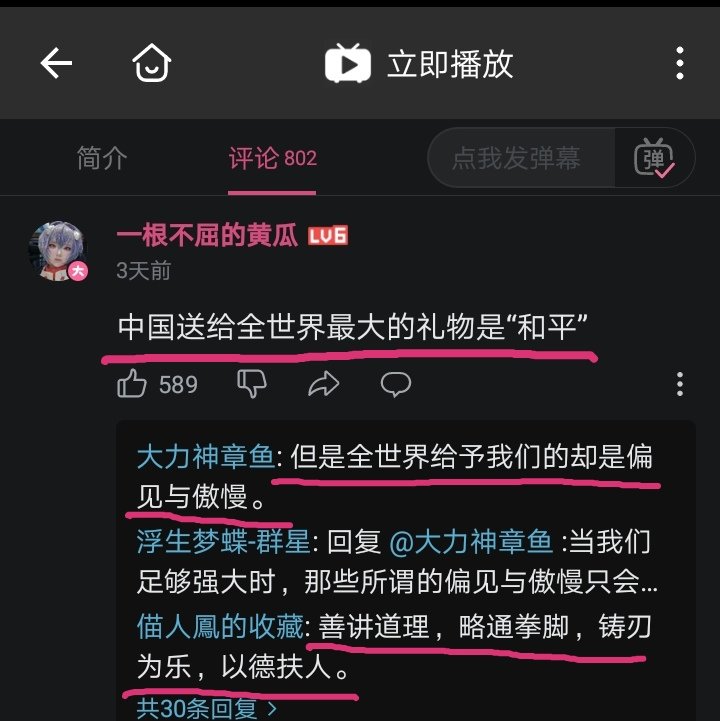 立即播放
简介
评论 802
点我发弹幕
弹
一根不屈的黄瓜 LV6
大
3天前
中国送给全世界最大的礼物是“和平”
589
大力神章鱼: 但是全世界给予我们的却是偏
见与傲慢。
浮生梦蝶-群星: 回复 @大力神章鱼 :当我们
足够强大时，那些所谓的偏见与傲慢只会...
偤人鳳的收藏: 善讲道理，略通拳脚，铸刃
为乐，以德扶人。
共30条回复 >